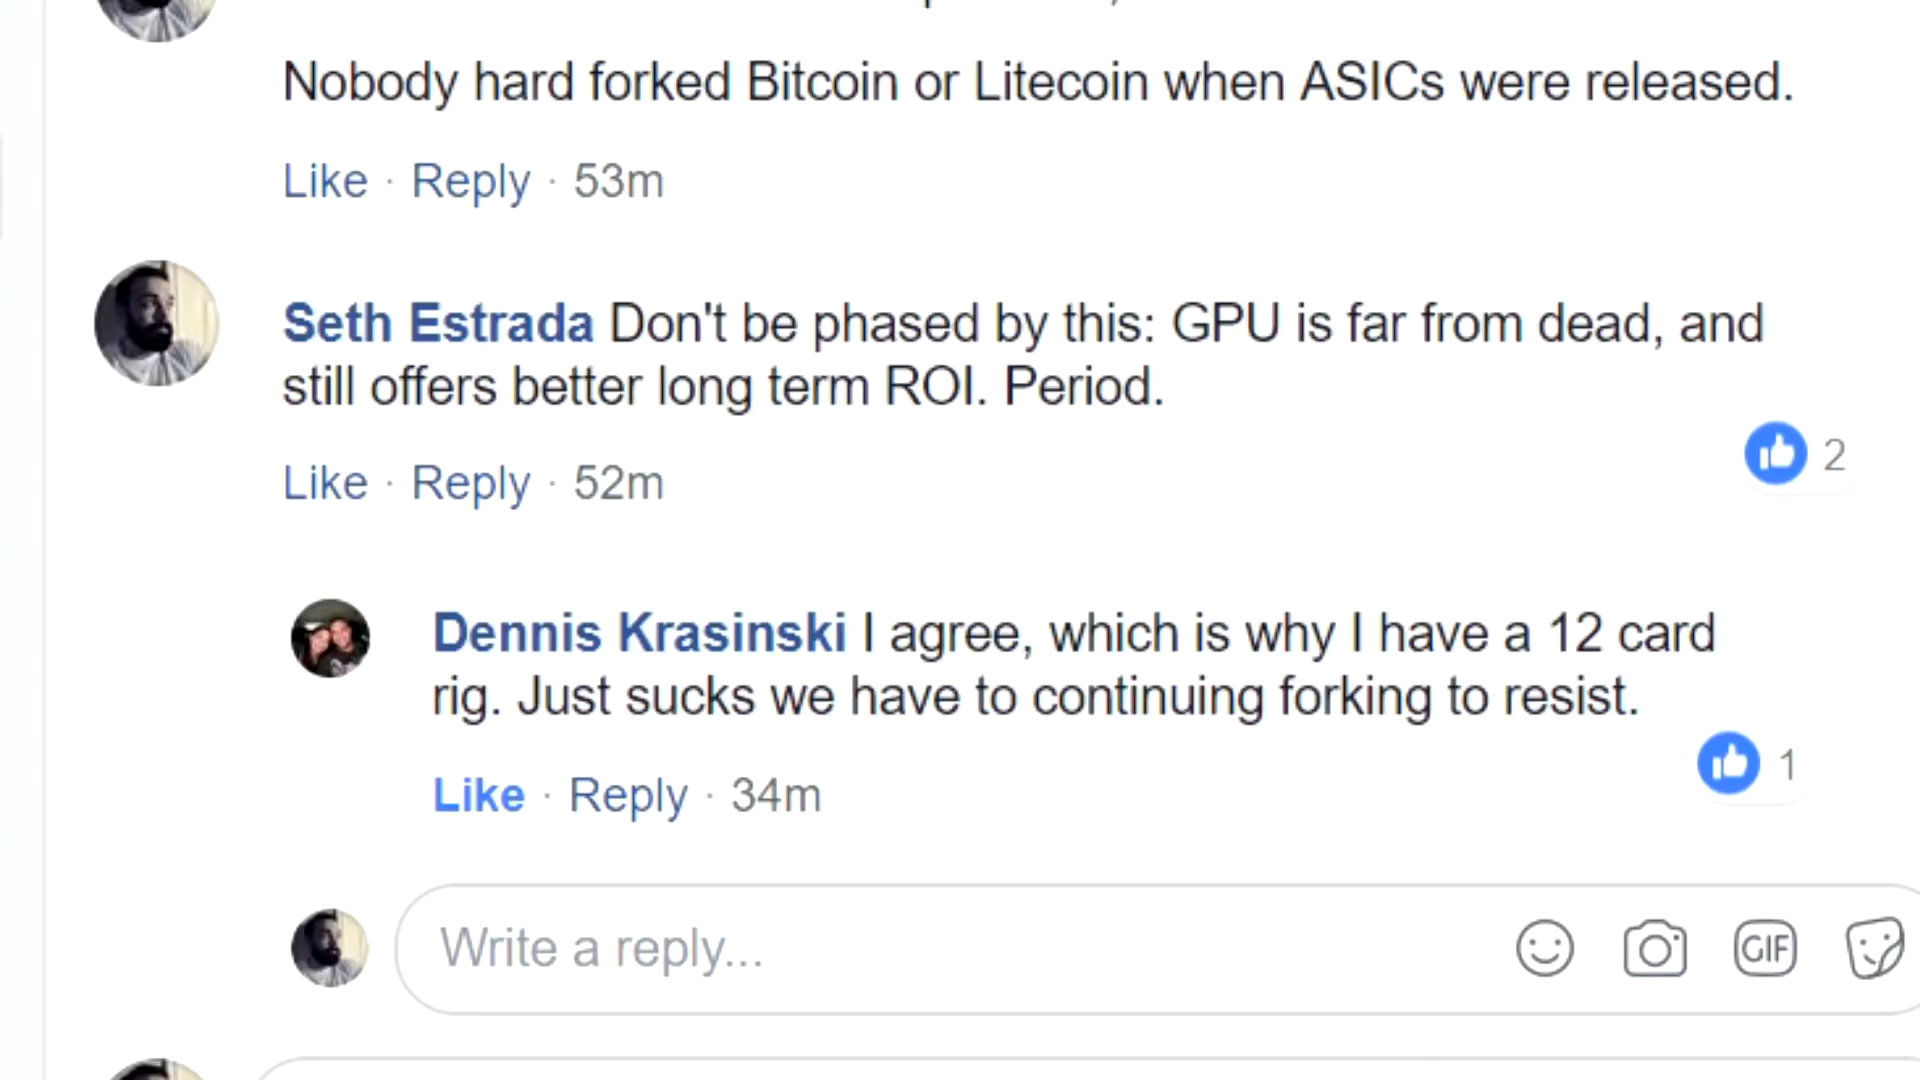 Nobody hard forked Bitcoin or Litecoin when ASICs were released.
Like · Reply · 53m
Seth Estrada Don't be phased by this: GPU is far from dead, and
still offers better long term ROI. Period.
2
Like · Reply · 52m
Dennis Krasinski I agree, which is why I have a 12 card
rig. Just sucks we have to continuing forking to resist.
1
Like · Reply · 34m
Write a reply...
GIF